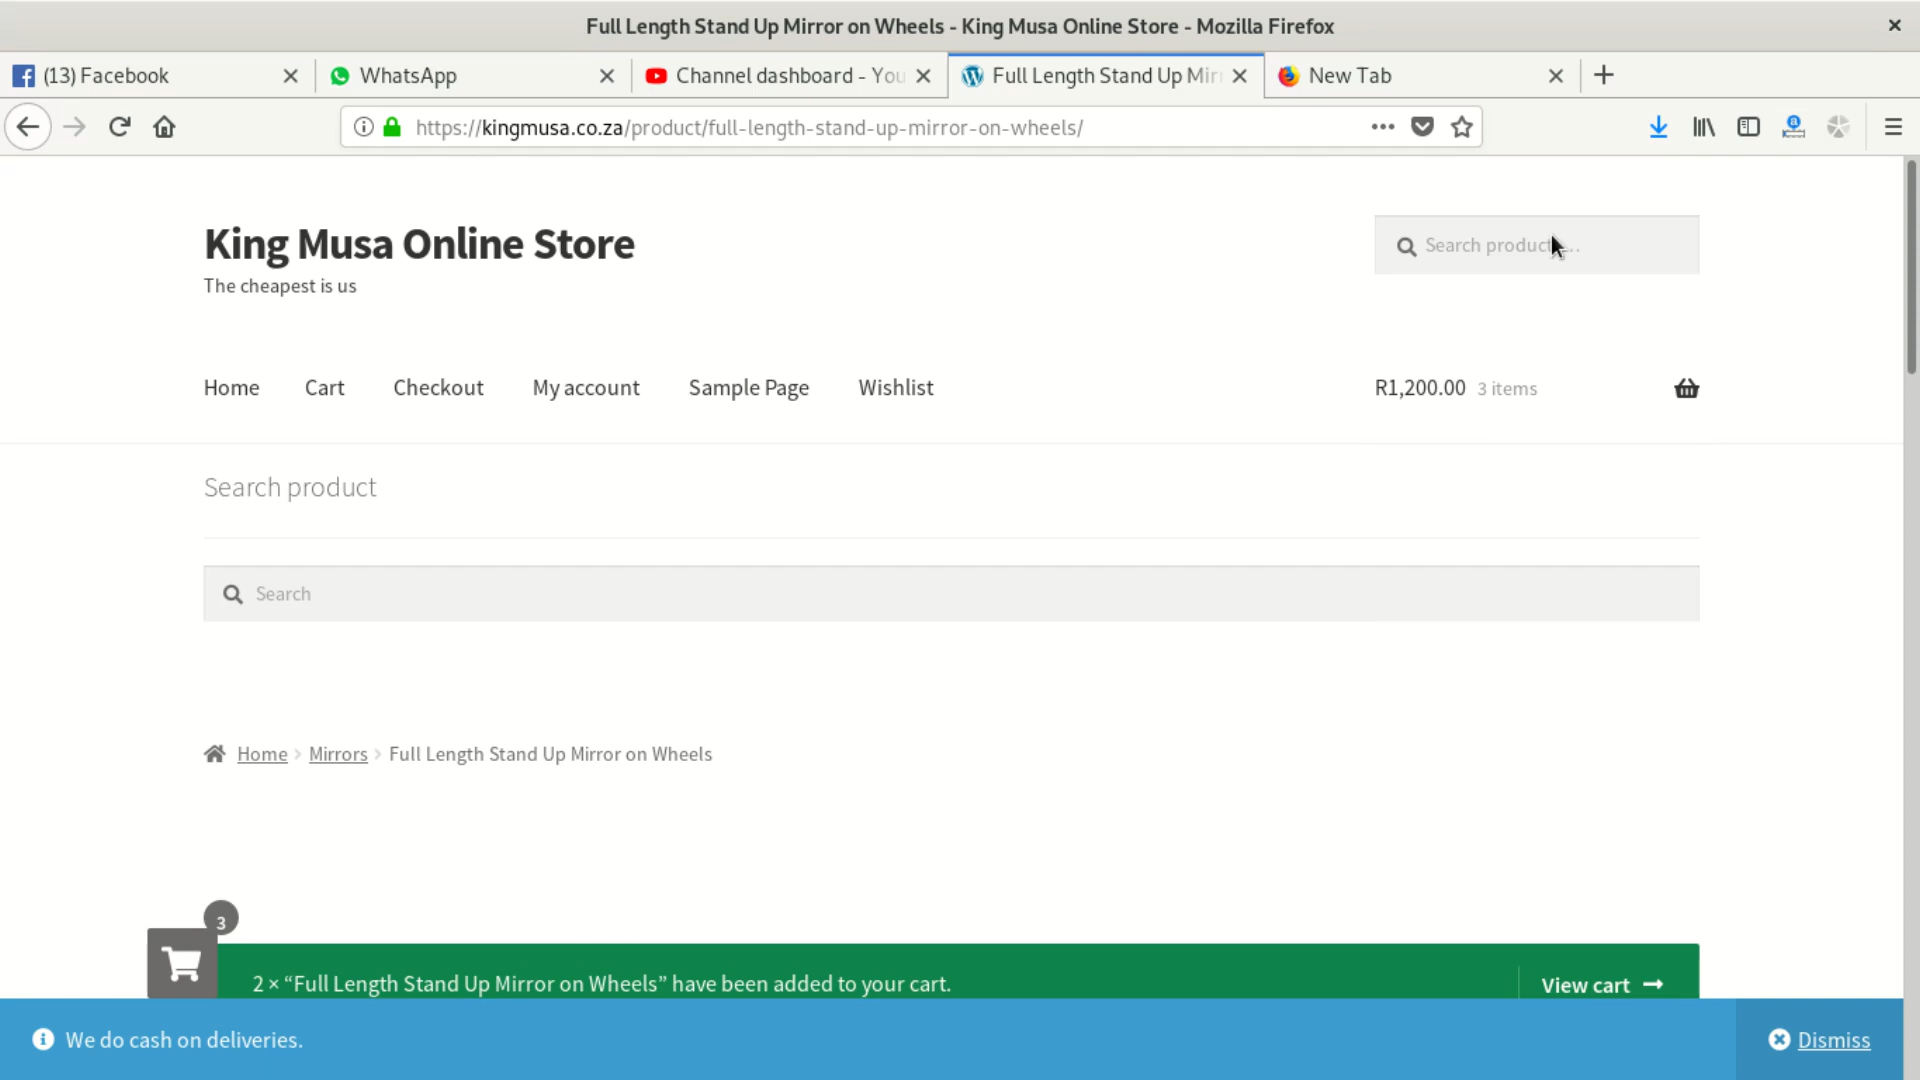 Full Length Stand Up Mirror on Wheels - King Musa Online Store - Mozilla Firefox
(13) Facebook
WhatsApp
Channel dashboard - You
Full Length Stand Up Mir
New Tab
https://kingmusa.co.za/product/full-length-stand-up-mirror-on-wheels/
King Musa Online Store
The cheapest is us
Search product
Home
Cart
Checkout
My account
Sample Page
Wishlist
R1,200.00 3 items
Search product
Search
Home
Mirrors
Full Length Stand Up Mirror on Wheels
3
2 × “Full Length Stand Up Mirror on Wheels” have been added to your cart.
View cart
We do cash on deliveries.
Dismiss